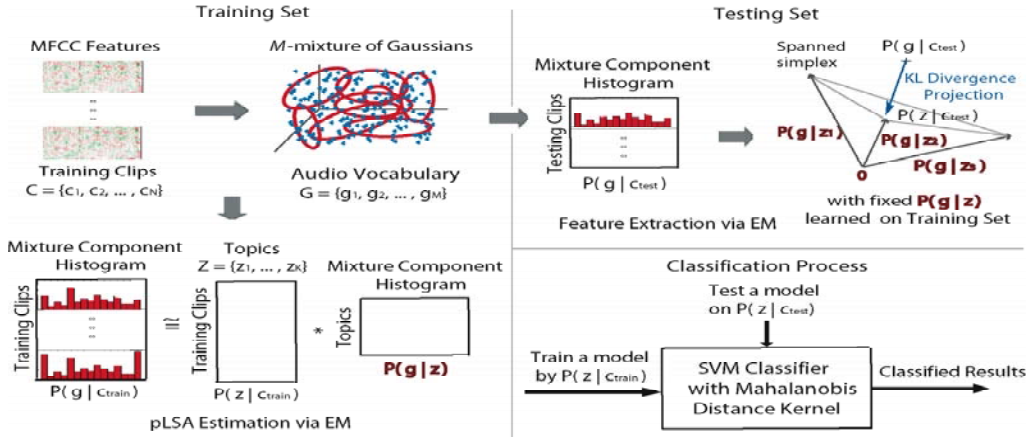 Training Set
MFCC Features
M-mixture of Gaussians
Training Clips
C = {c1, c2, ... , cN}
Audio Vocabulary
G = {g1, g2, ... , gM}
Mixture Component
Histogram
Training Clips
P( g | ctrain)
≅
Topics
Z = {z1, ... , zK}
Training Clips
P( z | ctrain)
*
Mixture Component
Histogram
Topics
P(g|z)
pLSA Estimation via EM
Testing Set
Mixture Component
Histogram
Testing Clips
P( g | ctest)
Feature Extraction via EM
Spanned
simplex
P( g | ctest)
KL Divergence
Projection
P( z | ctest)
P(g|z1)
P(g|z2)
P(g|z3)
0
with fixed P(g|z)
learned on Training Set
Classification Process
Test a model
on P( z | ctest)
Train a model
by P( z | ctrain)
SVM Classifier
with Mahalanobis
Distance Kernel
Classified Results